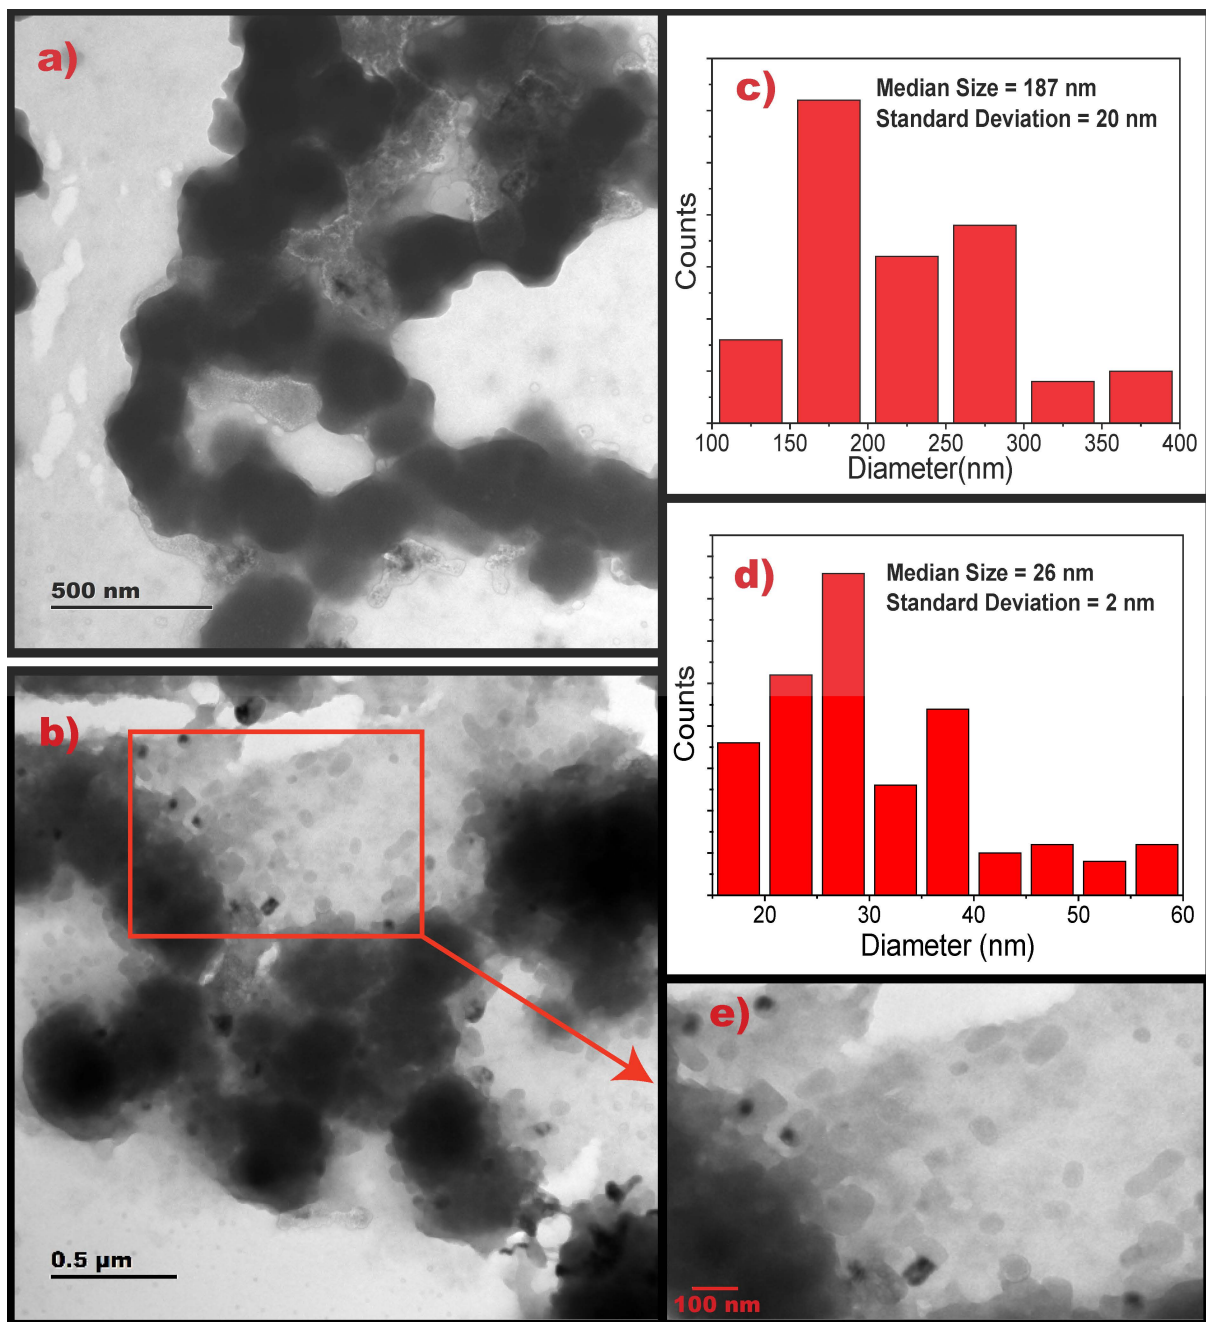 a)
500 nm
b)
0.5 µm
c)
Median Size = 187 nm
Standard Deviation = 20 nm
Counts
100 150 200 250 300 350 400
Diameter(nm)
d)
Median Size = 26 nm
Standard Deviation = 2 nm
Counts
20 30 40 50 60
Diameter (nm)
e)
100 nm